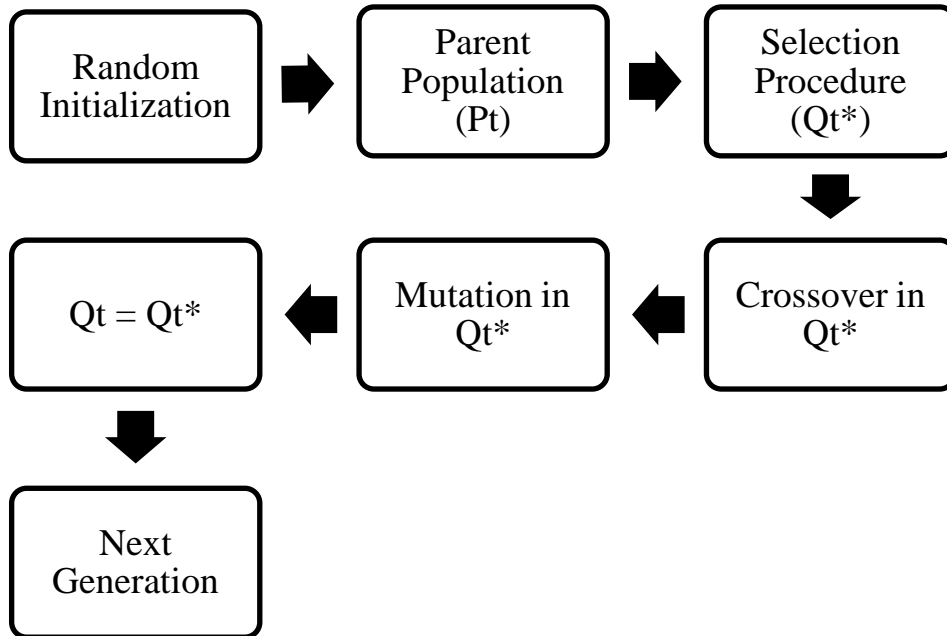 Random
Initialization
Parent
Population
(Pt)
Selection
Procedure
(Qt*)
Crossover in
Qt*
Mutation in
Qt*
Qt = Qt*
Next
Generation